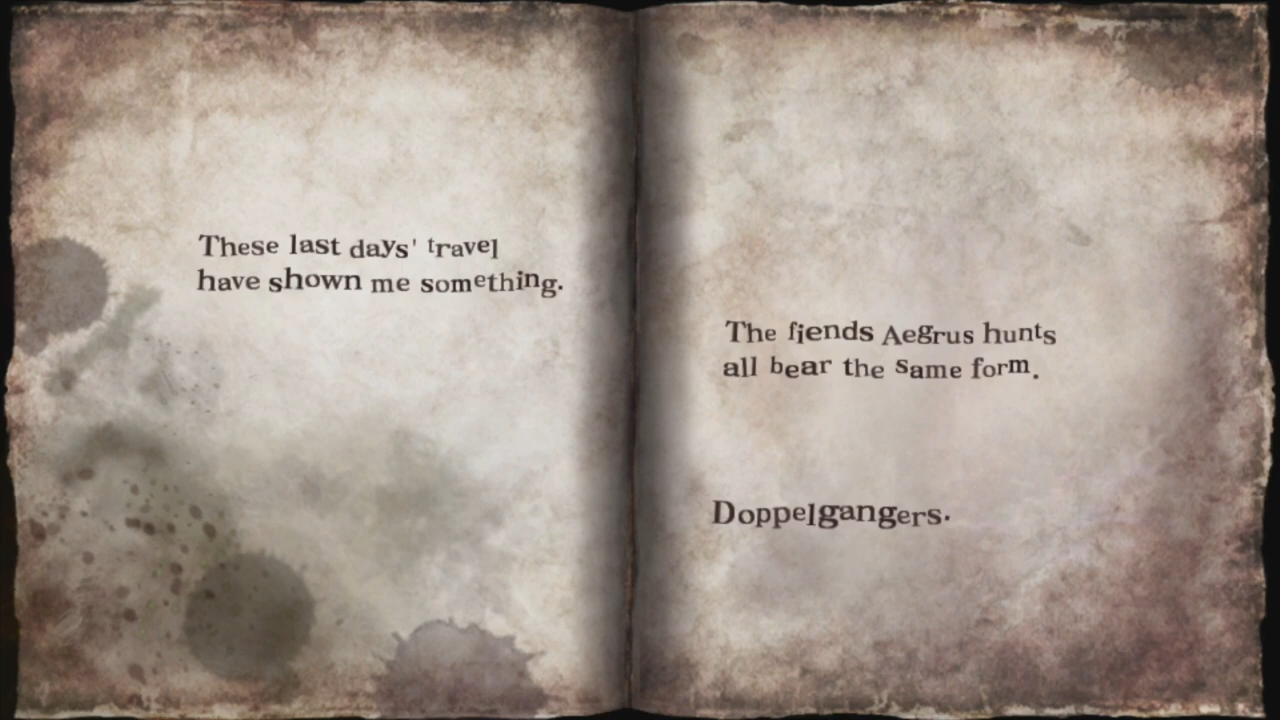 These last days' travel
have shown me something.
The fiends Aegrus hunts
all bear the same form.
Doppelgangers.